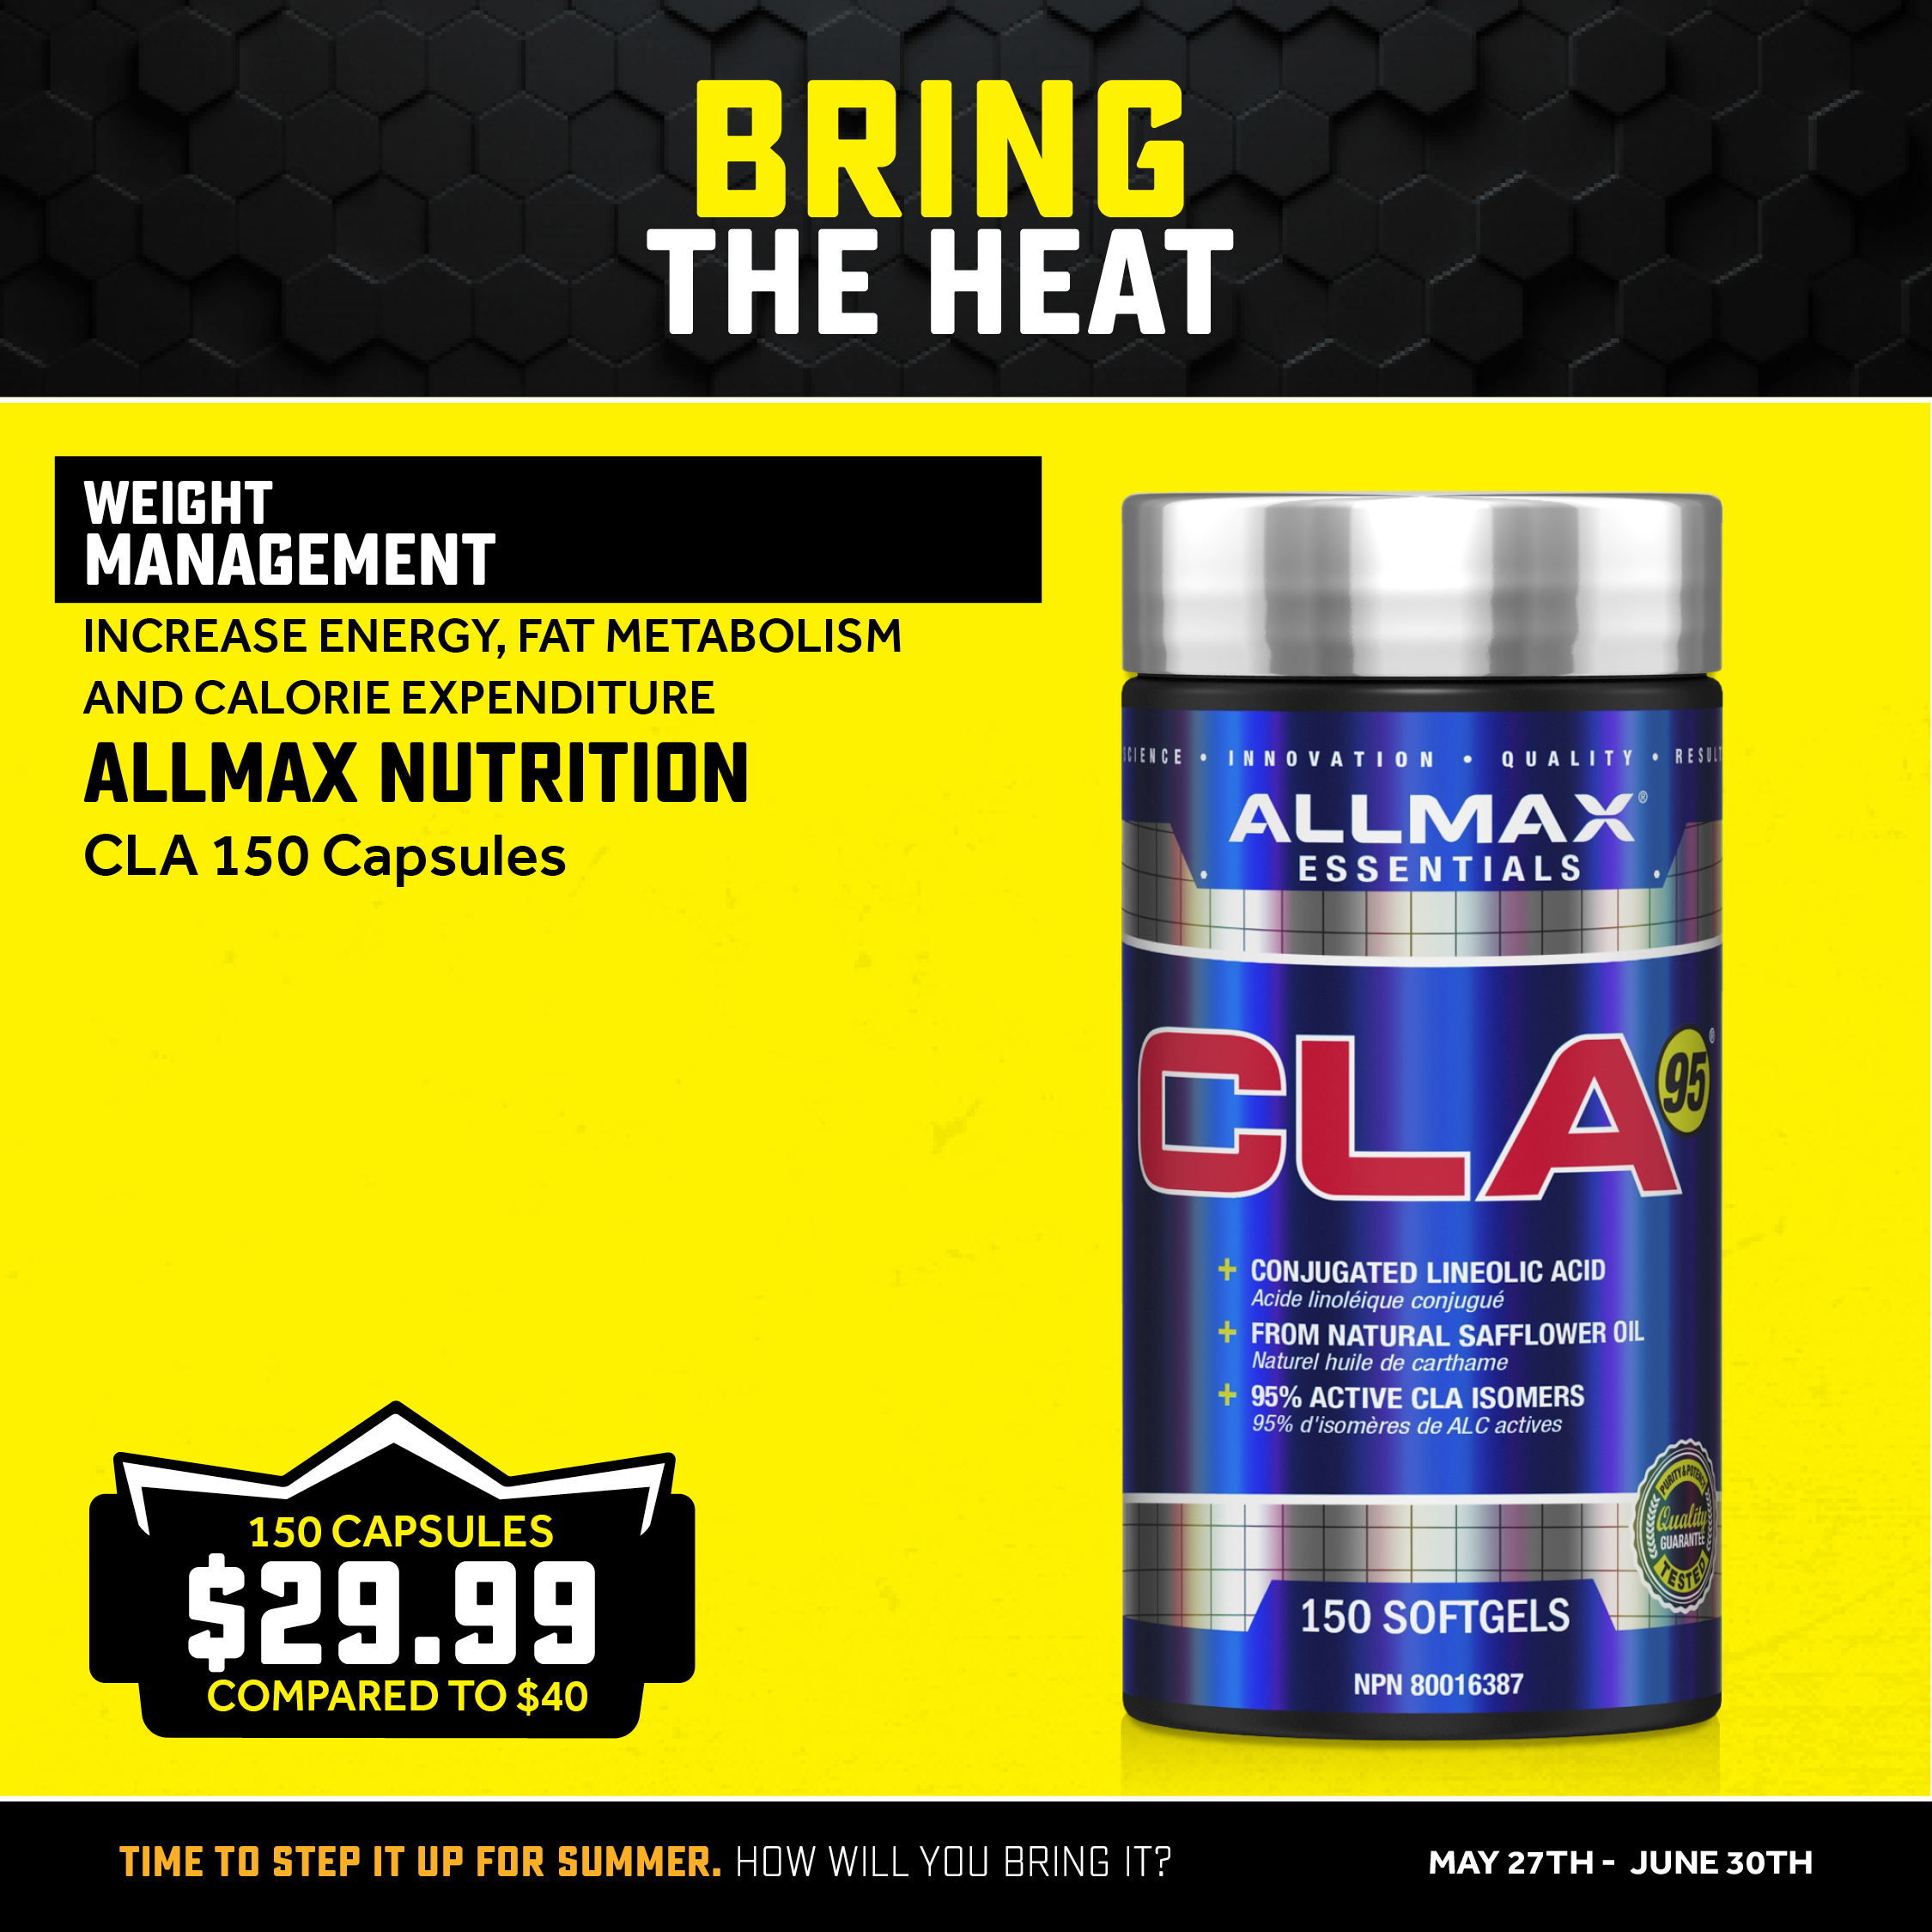 BRING
THE HEAT
WEIGHT
MANAGEMENT
INCREASE ENERGY, FAT METABOLISM
AND CALORIE EXPENDITURE
ALLMAX NUTRITION
CLA 150 Capsules
SCIENCE • INNOVATION • QUALITY • RESULT
ALLMAX®
ESSENTIALS
CLA 95®
+ CONJUGATED LINEOLIC ACID
Acide linoléique conjugué
+ FROM NATURAL SAFFLOWER OIL
Naturel huile de carthame
+ 95% ACTIVE CLA ISOMERS
95% d'isomères de ALC actives
PURITY & POTENCY
Quality
GUARANTEE
TESTED
150 SOFTGELS
NPN 80016387
150 CAPSULES
$29.99
COMPARED TO $40
TIME TO STEP IT UP FOR SUMMER. HOW WILL YOU BRING IT?
MAY 27TH - JUNE 30TH